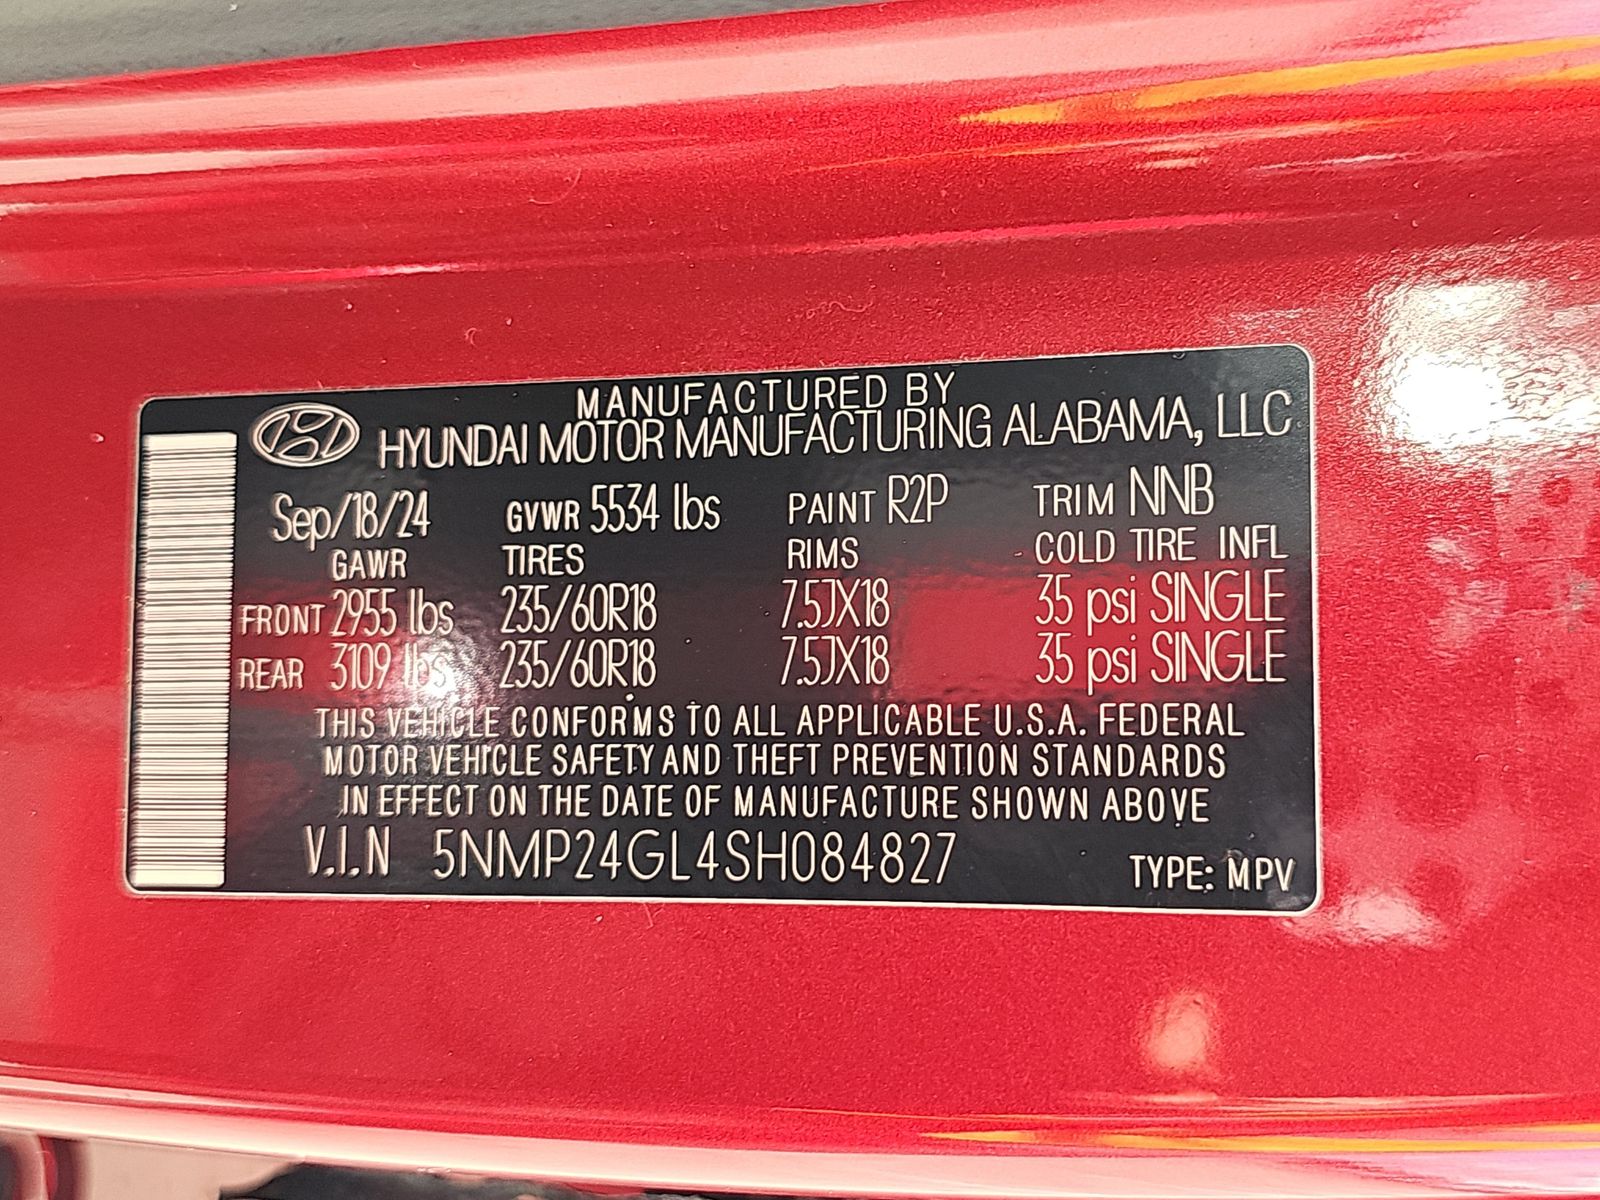 MANUFACTURED BY
HYUNDAI MOTOR MANUFACTURING ALABAMA, LLC
Sep/18/24 GVWR 5534 lbs PAINT R2P TRIM NNB
GAWR TIRES RIMS COLD TIRE INFL
FRONT 2955 lbs 235/60R18 7.5JX18 35 psi SINGLE
REAR 3109 lbs 235/60R18 7.5JX18 35 psi SINGLE
THIS VEHICLE CONFORMS TO ALL APPLICABLE U.S.A. FEDERAL
MOTOR VEHICLE SAFETY AND THEFT PREVENTION STANDARDS
IN EFFECT ON THE DATE OF MANUFACTURE SHOWN ABOVE
V.I.N 5NMP24GL4SH084827 TYPE: MPV